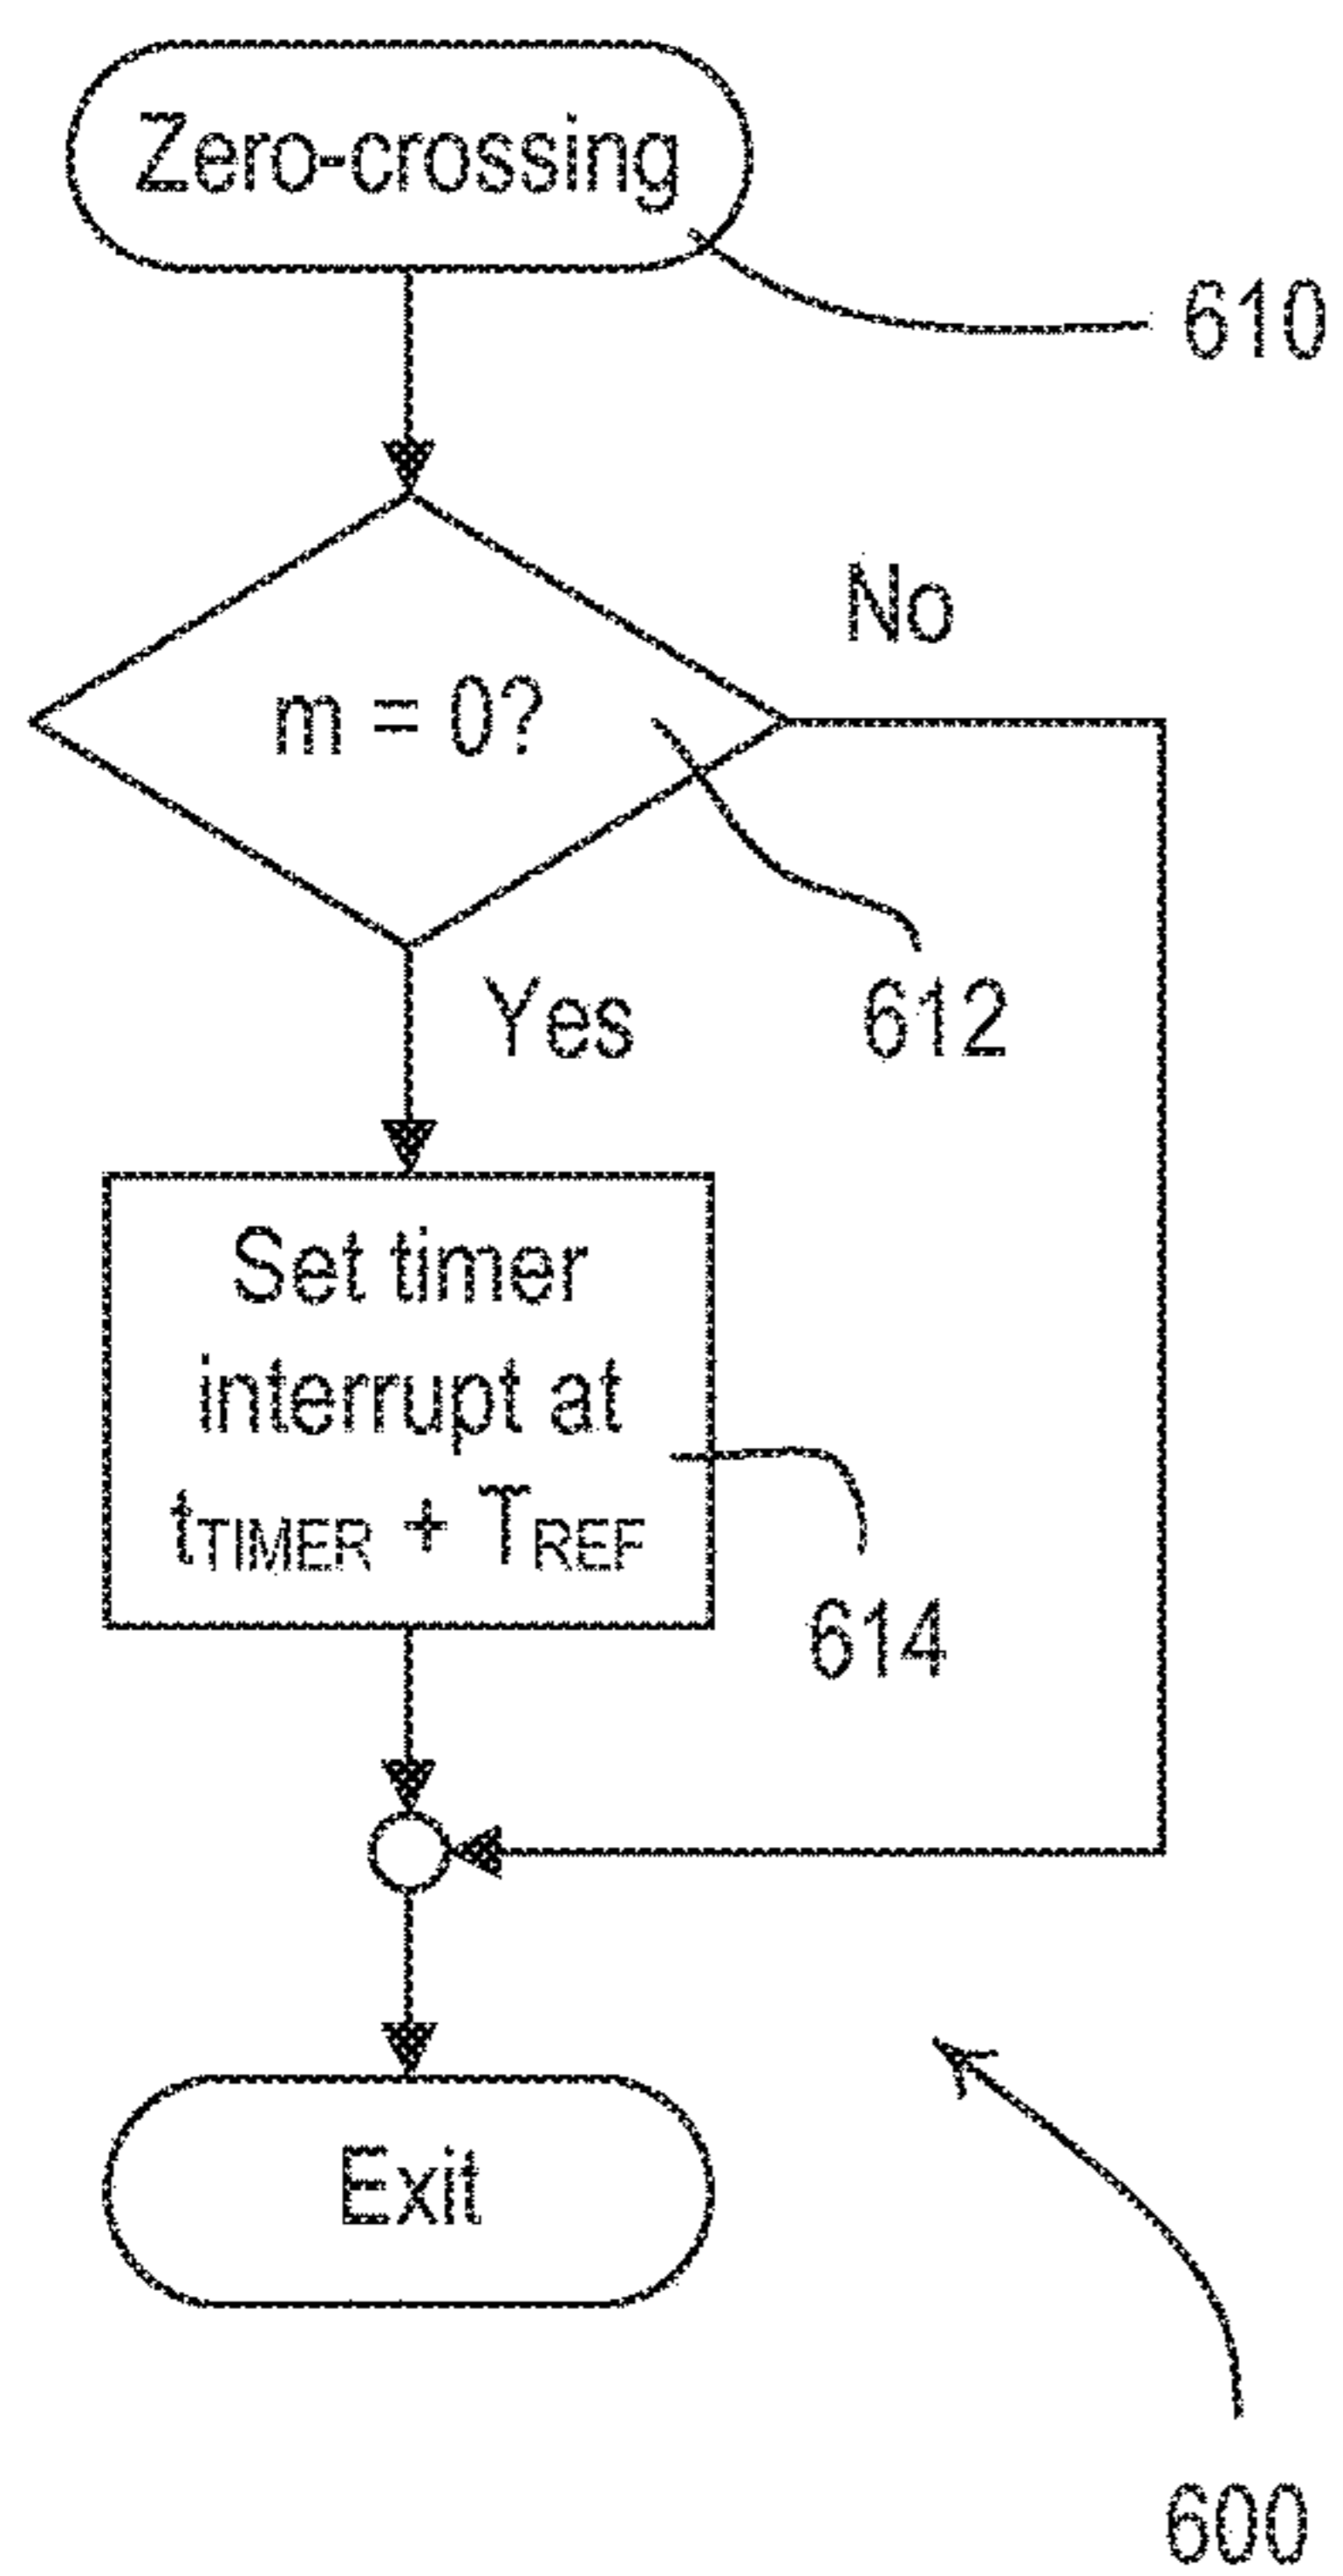 Zero-crossing
610
No
m = 0?
612
Yes
Set timer
interrupt at
tTIMER + TREF
614
Exit
600